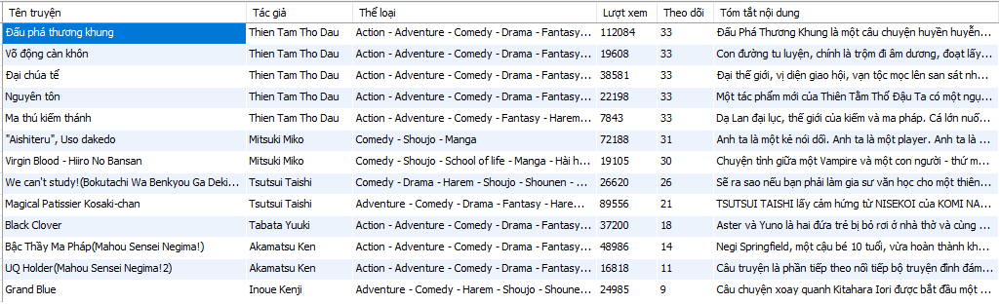 Tên truyện Tác giả Thể loại Lượt xem Theo dõi Tóm tắt nội dung
Đấu phá thương khung Thien Tam Tho Dau Action - Adventure - Comedy - Drama - Fantasy... 112084 33 Đấu Phá Thương Khung là một câu chuyện huyền huyễn...
Võ động càn khôn Thien Tam Tho Dau Action - Adventure - Comedy - Drama - Fantasy... 19608 33 Con đường tu luyện, chính là trộm đi âm dương, đoạt lấy...
Đại chúa tể Thien Tam Tho Dau Action - Adventure - Comedy - Drama - Fantasy... 38581 33 Đại thế giới, vị diện giao hội, vạn tộc mọc lên san sát nh...
Nguyên tôn Thien Tam Tho Dau Action - Adventure - Comedy - Drama - Fantasy... 22198 33 Một tác phẩm mới của Thiên Tằm Thổ Đậu Ta có một ngụ...
Ma thú kiếm thánh Thien Tam Tho Dau Action - Adventure - Comedy - Fantasy - Harem... 7843 33 Dạ Lan đại lục, thế giới của kiếm và ma pháp. Cá lớn nuố...
"Aishiteru", Uso dakedo Mitsuki Miko Comedy - Shoujo - Manga 72188 31 Anh ta là một kẻ nói dối. Anh ta là một player. Anh ta là ...
Virgin Blood - Hiiro No Bansan Mitsuki Miko Comedy - Shoujo - School of life - Manga - Hài h... 19105 30 Chuyện tình giữa một Vampire và một con người - thứ m...
We can't study!(Bokutachi Wa Benkyou Ga Deki... Tsutsui Taishi Comedy - Drama - Harem - Shoujo - Shounen - ... 26620 26 Sẽ ra sao nếu bạn phải làm gia sư văn học cho một thiên...
Magical Patissier Kosaki-chan Tsutsui Taishi Adventure - Comedy - Drama - Fantasy - Hare... 89556 21 TSUTSUI TAISHI lấy cảm hứng từ NISEKOI của KOMI NA...
Black Clover Tabata Yuuki Action - Adventure - Comedy - Drama - Fantasy... 37200 18 Aster và Yuno là hai đứa trẻ bị bỏ rơi ở nhà thờ và cùng ...
Bậc Thầy Ma Pháp(Mahou Sensei Negima!) Akamatsu Ken Action - Adventure - Comedy - Drama - Fantasy... 48986 14 Negi Springfield, một cậu bé 10 tuổi, vừa hoàn thành kh...
UQ Holder(Mahou Sensei Negima!2) Akamatsu Ken Action - Adventure - Comedy - Drama - Fantasy... 16818 11 Câu truyện là phần tiếp theo nối tiếp bộ truyện đình đám...
Grand Blue Inoue Kenji Adventure - Comedy - Harem - Shoujo - Shoune... 24985 9 Câu chuyện xoay quanh Kitahara Iori được bắt đầu một ...